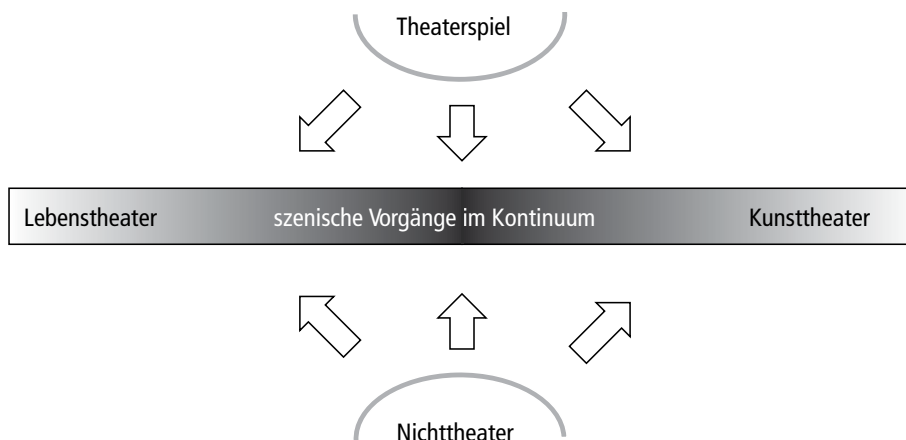 Theaterspiel
Lebenstheater szenische Vorgänge im Kontinuum Kunsttheater
Nichttheater